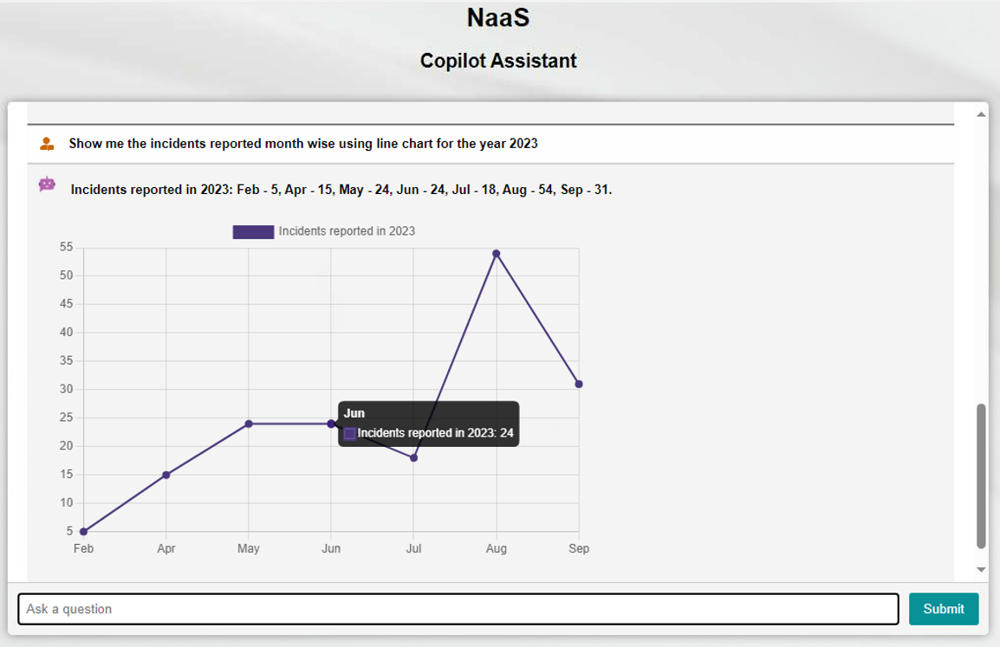 NaaS
Copilot Assistant
Show me the incidents reported month wise using line chart for the year 2023
Incidents reported in 2023: Feb - 5, Apr - 15, May - 24, Jun - 24, Jul - 18, Aug - 54, Sep - 31.
Incidents reported in 2023
55
50
45
40
35
30
25
20
15
10
5
Jun
Incidents reported in 2023: 24
Feb Apr May Jun Jul Aug Sep
Ask a question
Submit